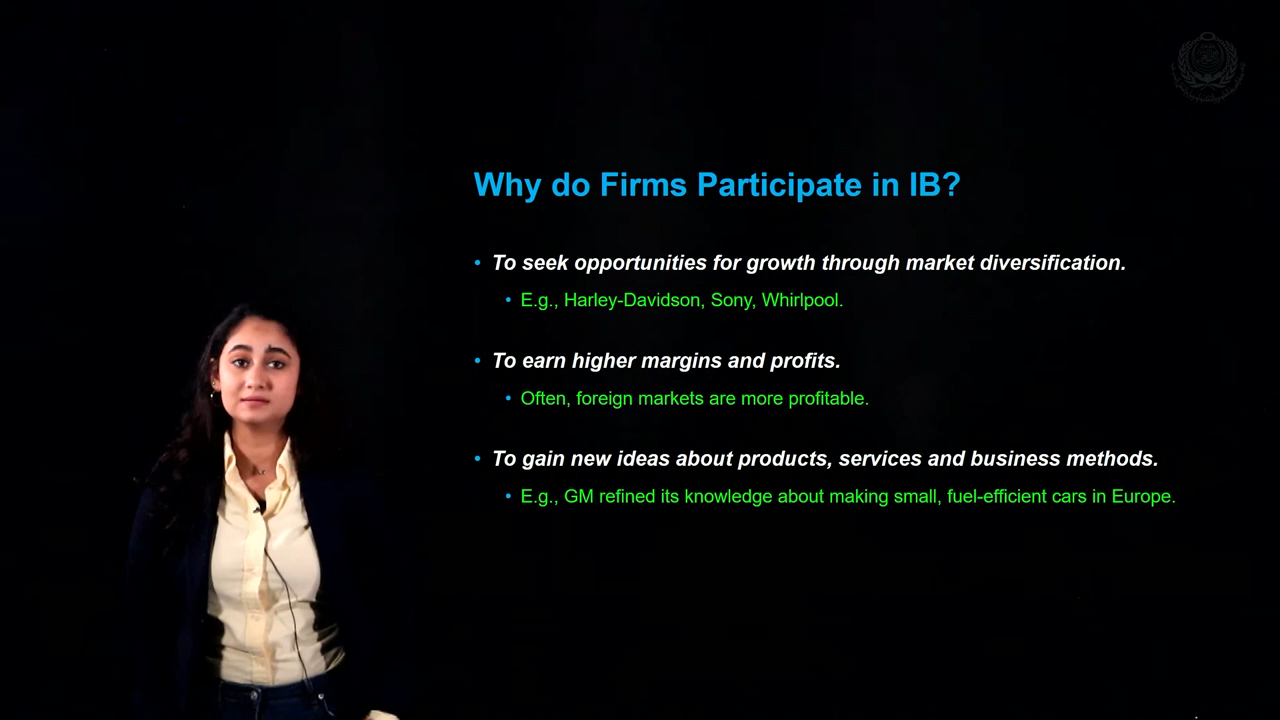 Why do Firms Participate in IB?
• To seek opportunities for growth through market diversification.
• E.g., Harley-Davidson, Sony, Whirlpool.
• To earn higher margins and profits.
• Often, foreign markets are more profitable.
• To gain new ideas about products, services and business methods.
• E.g., GM refined its knowledge about making small, fuel-efficient cars in Europe.